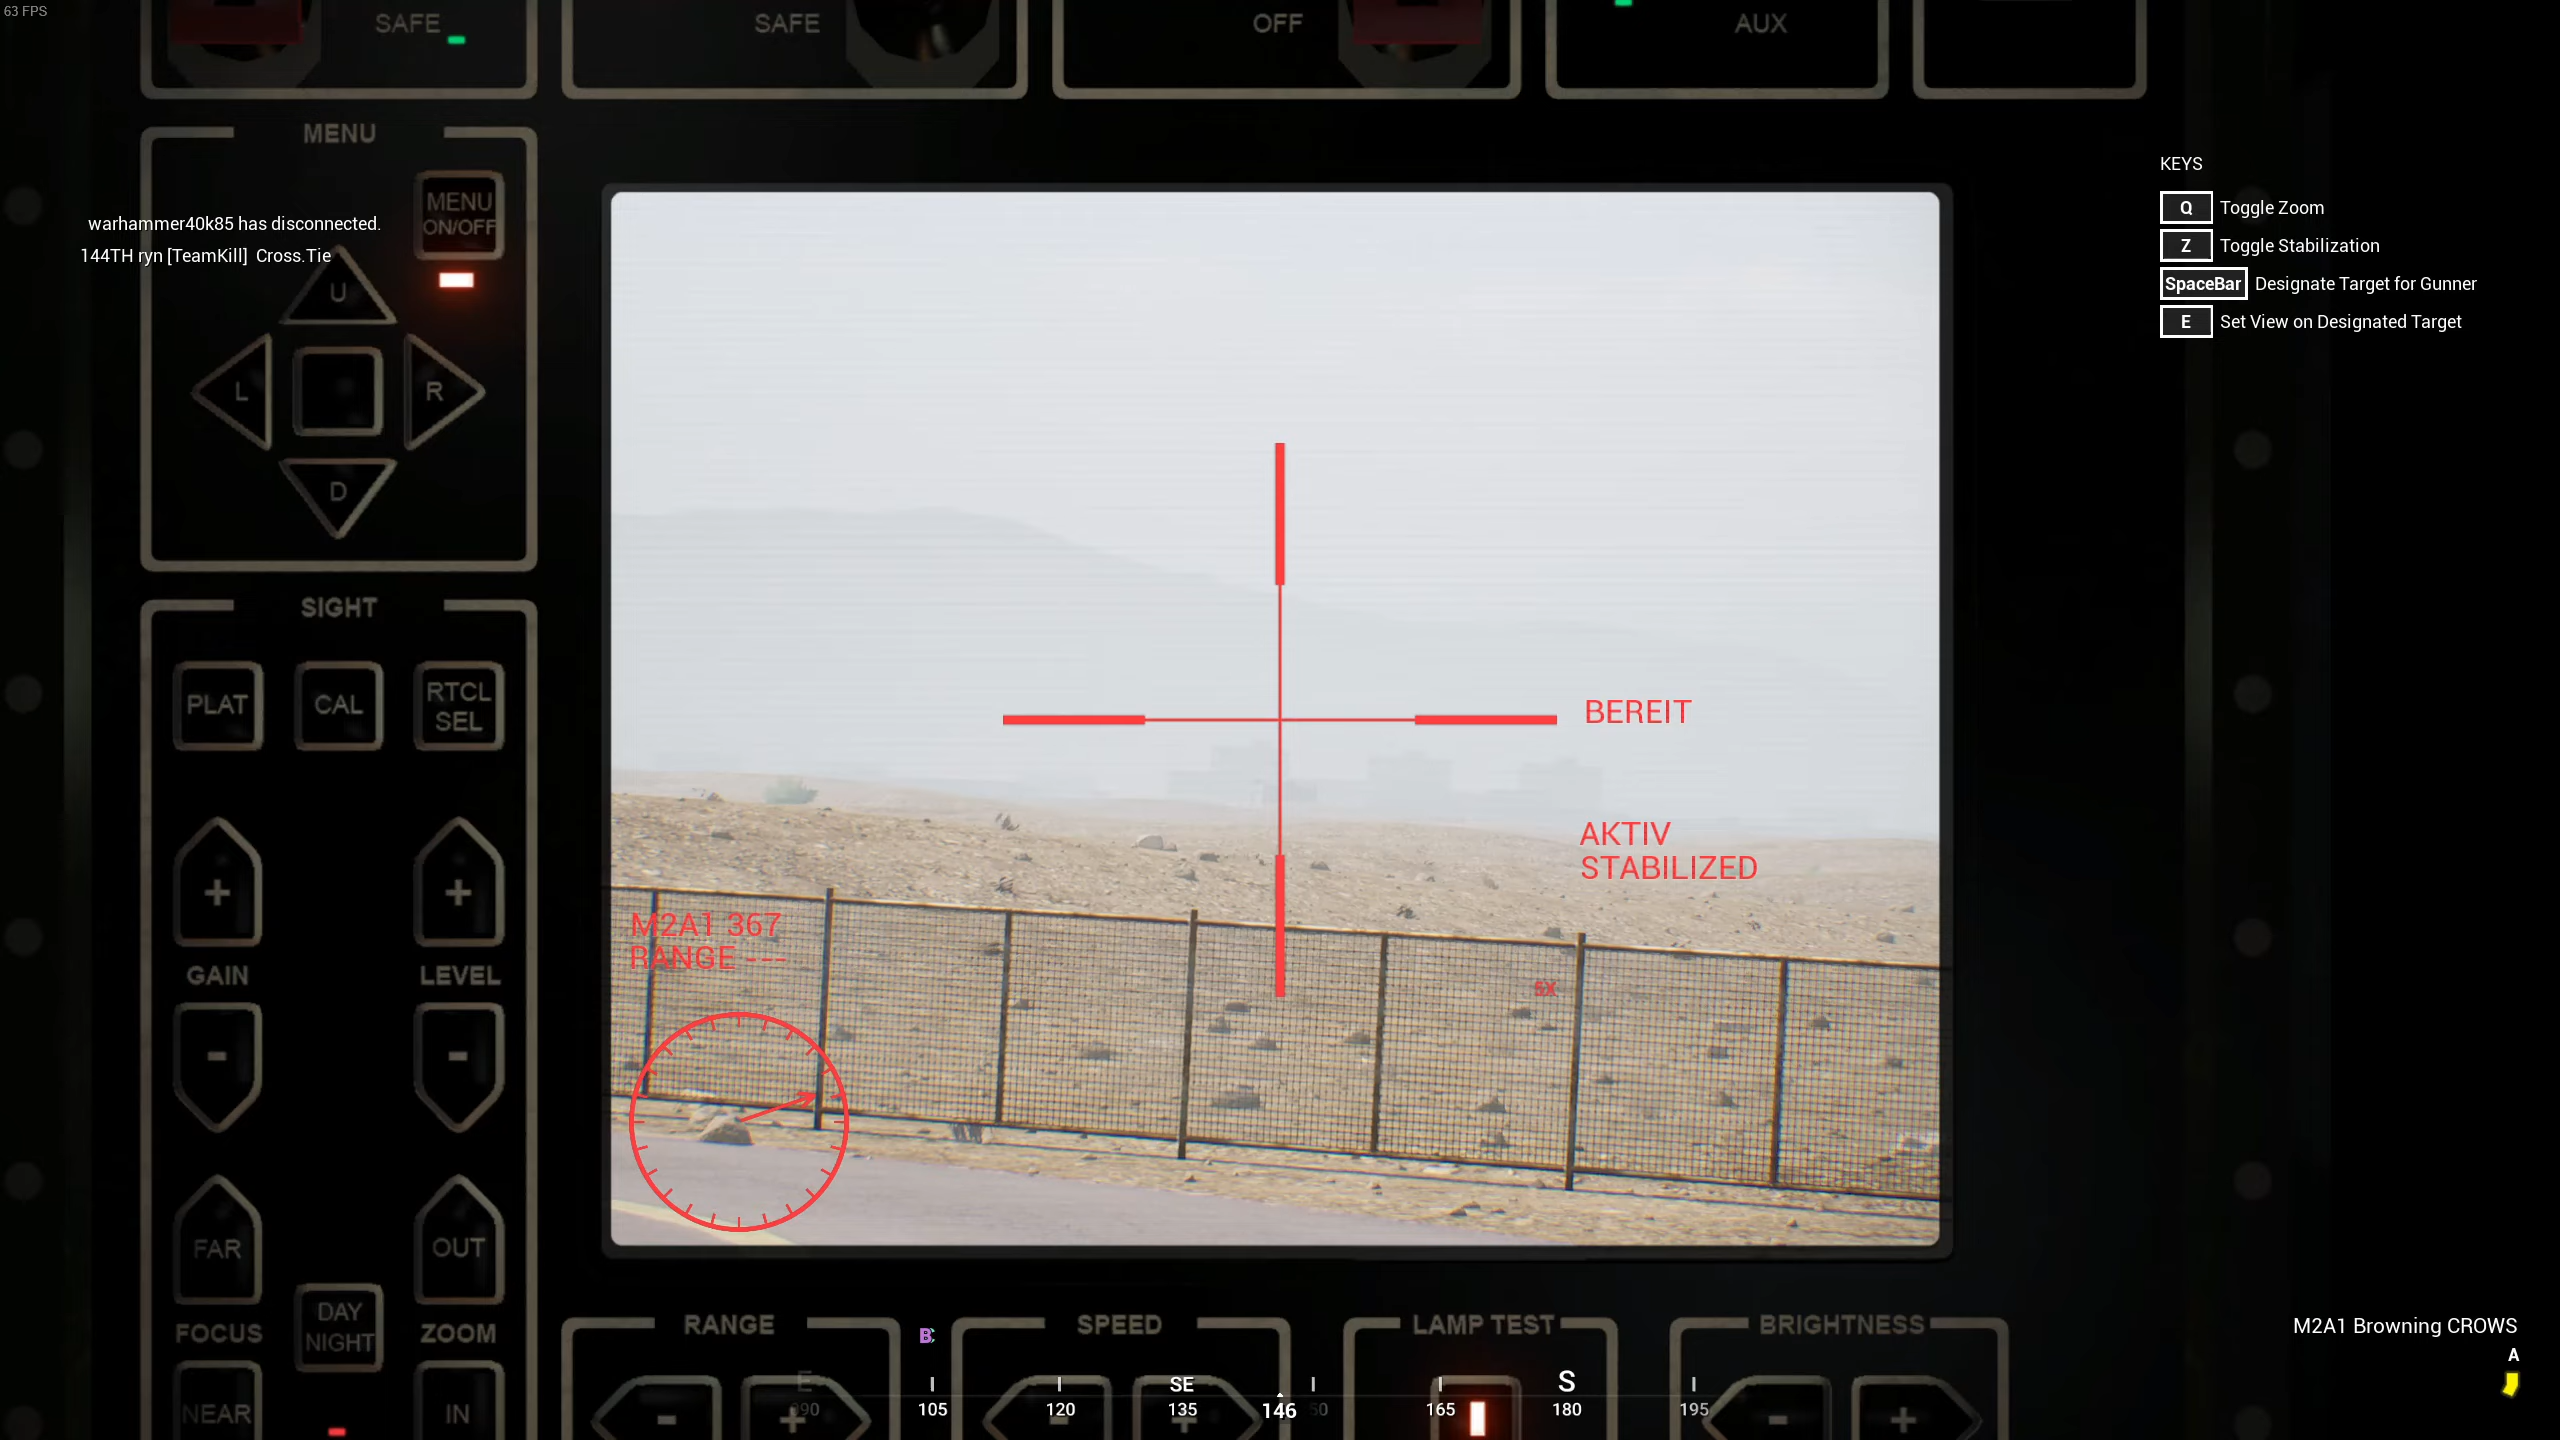 63 FPS
SAFE
SAFE
OFF
AUX
MENU
MENU
ON/OFF
warhammer40k85 has disconnected.
144TH ryn [TeamKill] Cross.Tie
U
L
R
D
KEYS
Q Toggle Zoom
Z Toggle Stabilization
SpaceBar Designate Target for Gunner
E Set View on Designated Target
SIGHT
PLAT
CAL
RTCL
SEL
BEREIT
AKTIV
STABILIZED
+
+
M2A1 367
RANGE ---
5X
GAIN
LEVEL
-
-
FAR
OUT
DAY
NIGHT
FOCUS
ZOOM
NEAR
IN
RANGE
SPEED
LAMP TEST
BRIGHTNESS
B
M2A1 Browning CROWS
A
E SE S
- + - + - +
90 105 120 135 146 165 180 195